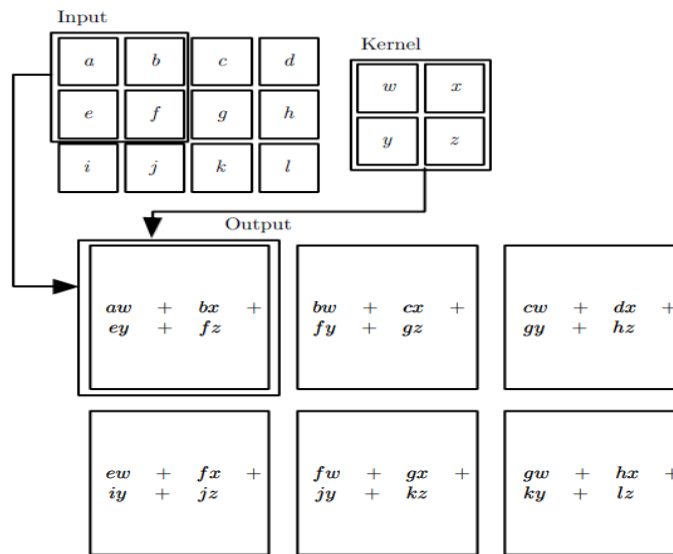 Input
Kernel
a b c d
w x
e f g h
y z
i j k l
Output
aw + bx +
ey + fz
bw + cx +
fy + gz
cw + dx +
gy + hz
ew + fx +
iy + jz
fw + gx +
jy + kz
gw + hx +
ky + lz